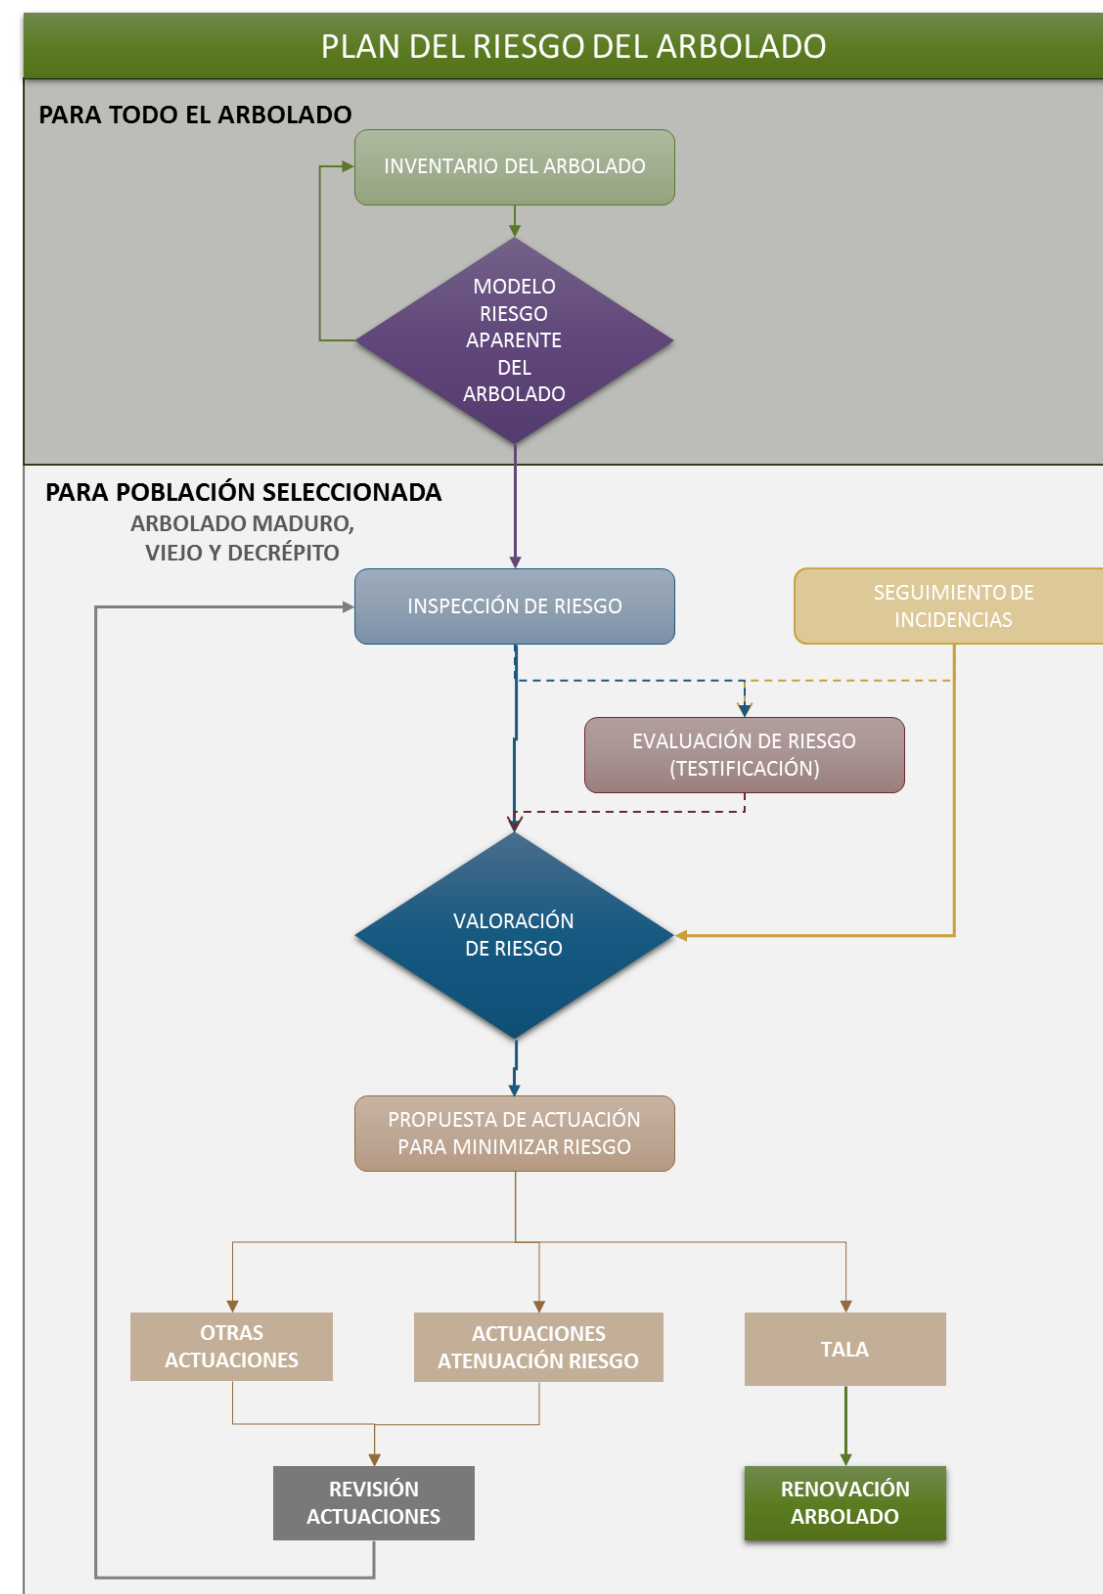 PLAN DEL RIESGO DEL ARBOLADO
PARA TODO EL ARBOLADO
INVENTARIO DEL ARBOLADO
MODELO
RIESGO
APARENTE
DEL
ARBOLADO
PARA POBLACIÓN SELECCIONADA
ARBOLADO MADURO,
VIEJO Y DECRÉPITO
INSPECCIÓN DE RIESGO
SEGUIMIENTO DE
INCIDENCIAS
EVALUACIÓN DE RIESGO
(TESTIFICACIÓN)
VALORACIÓN
DE RIESGO
PROPUESTA DE ACTUACIÓN
PARA MINIMIZAR RIESGO
OTRAS
ACTUACIONES
ACTUACIONES
ATENUACIÓN RIESGO
TALA
REVISIÓN
ACTUACIONES
RENOVACIÓN
ARBOLADO